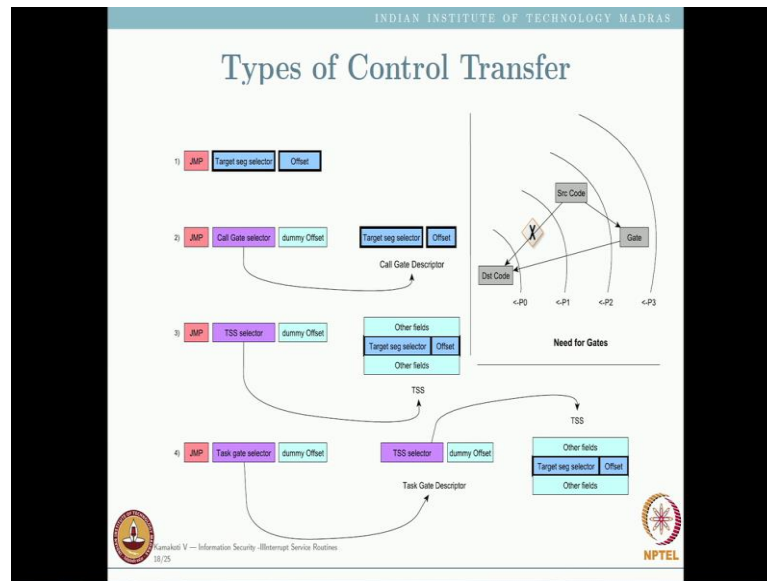 INDIAN INSTITUTE OF TECHNOLOGY MADRAS
Types of Control Transfer
1) JMP Target seg selector Offset
2) JMP Call Gate selector dummy Offset Target seg selector Offset
Call Gate Descriptor
3) JMP TSS selector dummy Offset
Other fields
Target seg selector Offset
Other fields
TSS
4) JMP Task gate selector dummy Offset TSS selector dummy Offset
Task Gate Descriptor
TSS
Other fields
Target seg selector Offset
Other fields
Src Code
X
Gate
Dst Code
<-P0 <-P1 <-P2 <-P3
Need for Gates
Kamakoti V — Information Security -IIInterrupt Service Routines
18/25
NPTEL